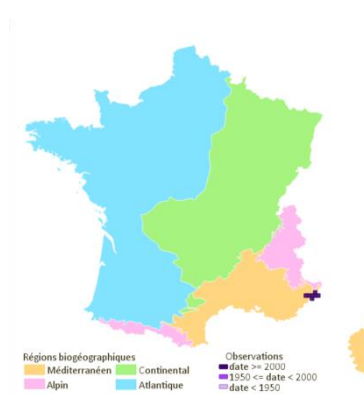 Régions biogéographiques
Méditerranéen Continental
Alpin Atlantique
Observations
date >= 2000
1950 <= date < 2000
date < 1950